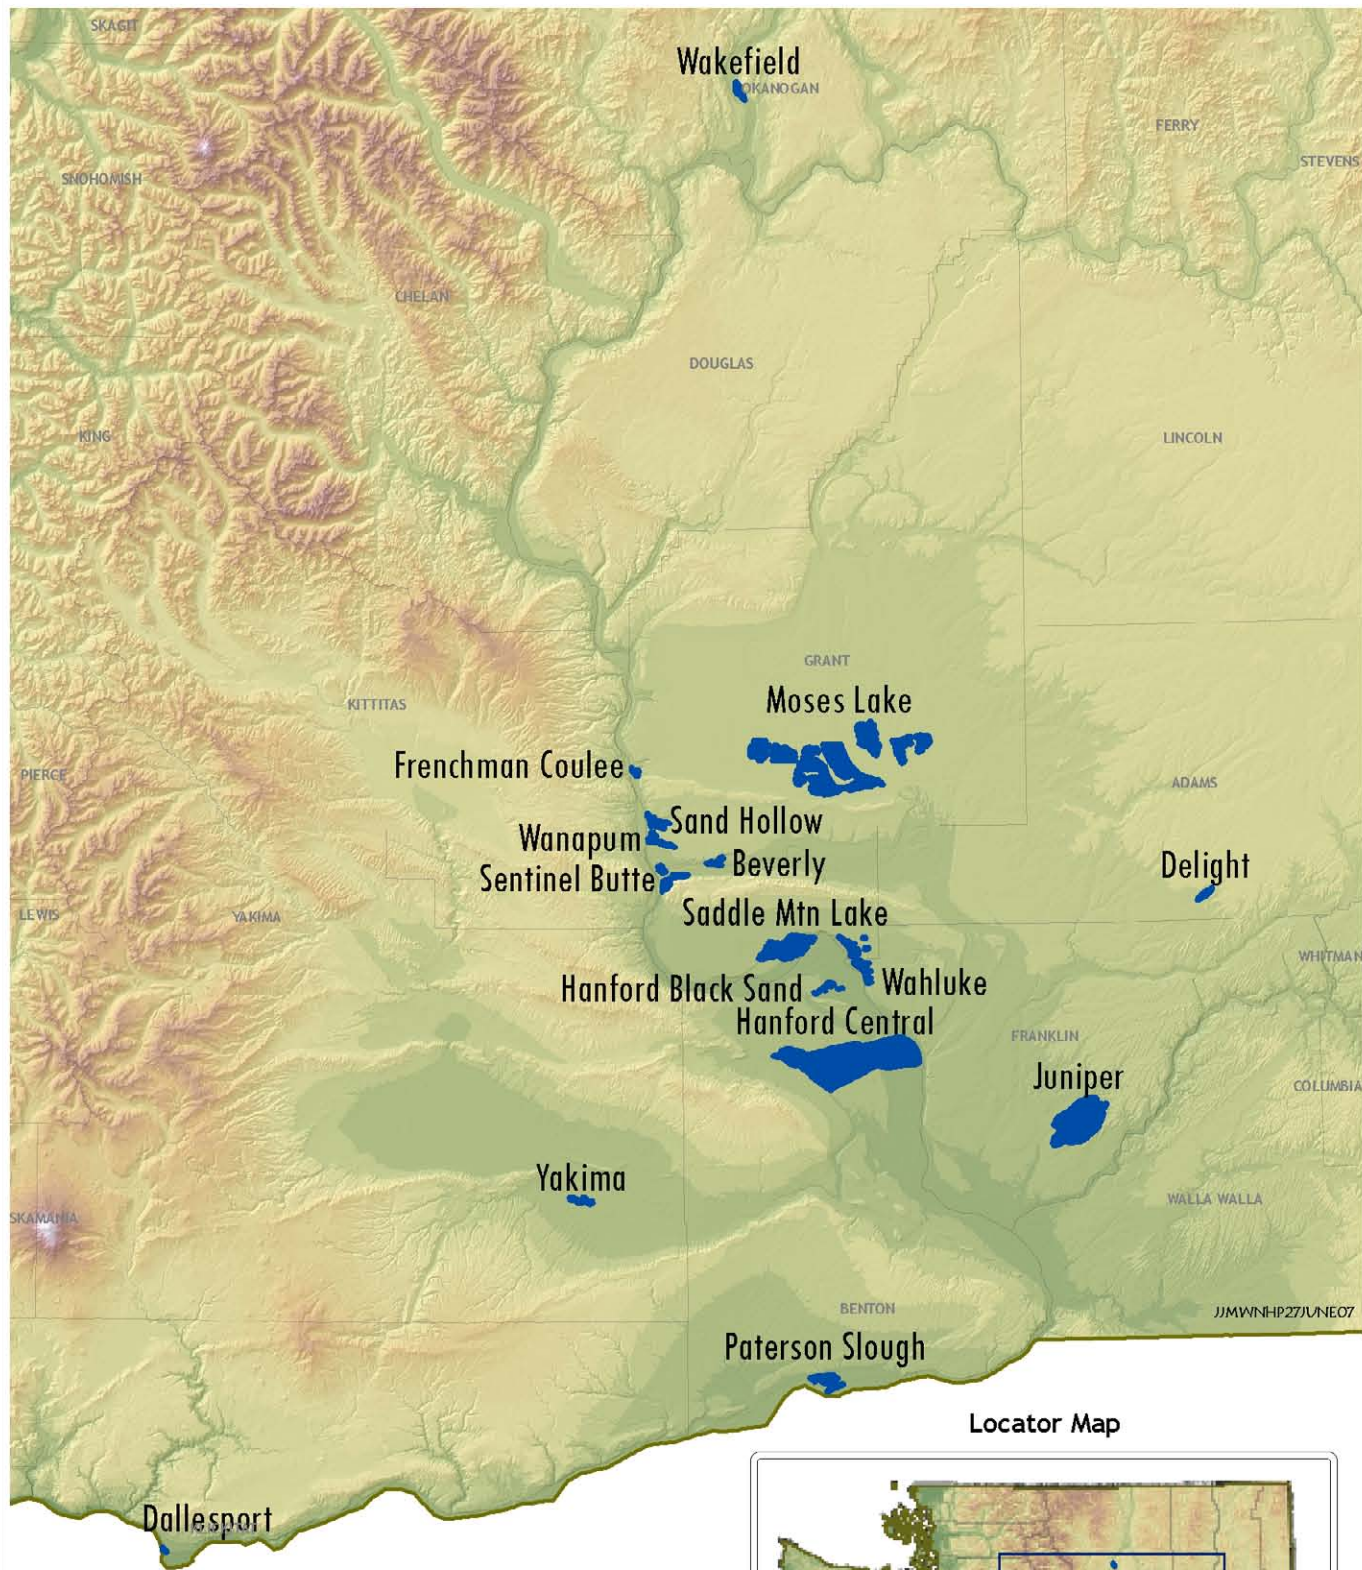 SKAGIT
Wakefield
OKANOGAN
FERRY
STEVENS
SNOHOMISH
CHELAN
DOUGLAS
KING
LINCOLN
GRANT
Moses Lake
KITTITAS
Frenchman Coulee
PIERCE
ADAMS
Sand Hollow
Wanapum
Beverly
Sentinel Butte
Delight
Saddle Mtn Lake
LEWIS
YAKIMA
WHITMAN
Hanford Black Sand
Wahluke
Hanford Central
FRANKLIN
Juniper
COLUMBIA
Yakima
WALLA WALLA
SKAMANIA
BENTON
JJMWNHP27JUNE07
Paterson Slough
Locator Map
Dallesport